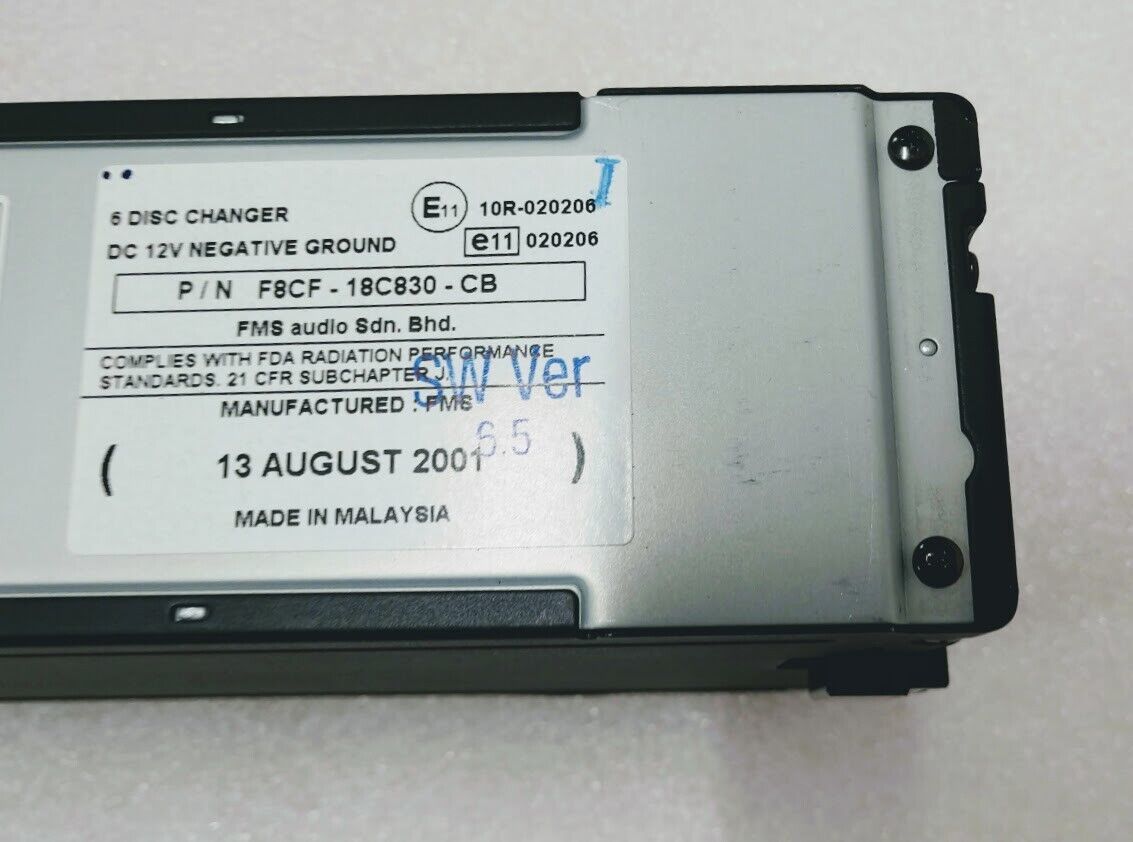 I
6 DISC CHANGER E11 10R-020206
DC 12V NEGATIVE GROUND e11 020206
P / N F8CF - 18C830 - CB
FMS audio Sdn. Bhd.
COMPLIES WITH FDA RADIATION PERFORMANCE
STANDARDS. 21 CFR SUBCHAPTER J.
SW Ver
MANUFACTURED : FMS
6.5
( 13 AUGUST 2001 )
MADE IN MALAYSIA